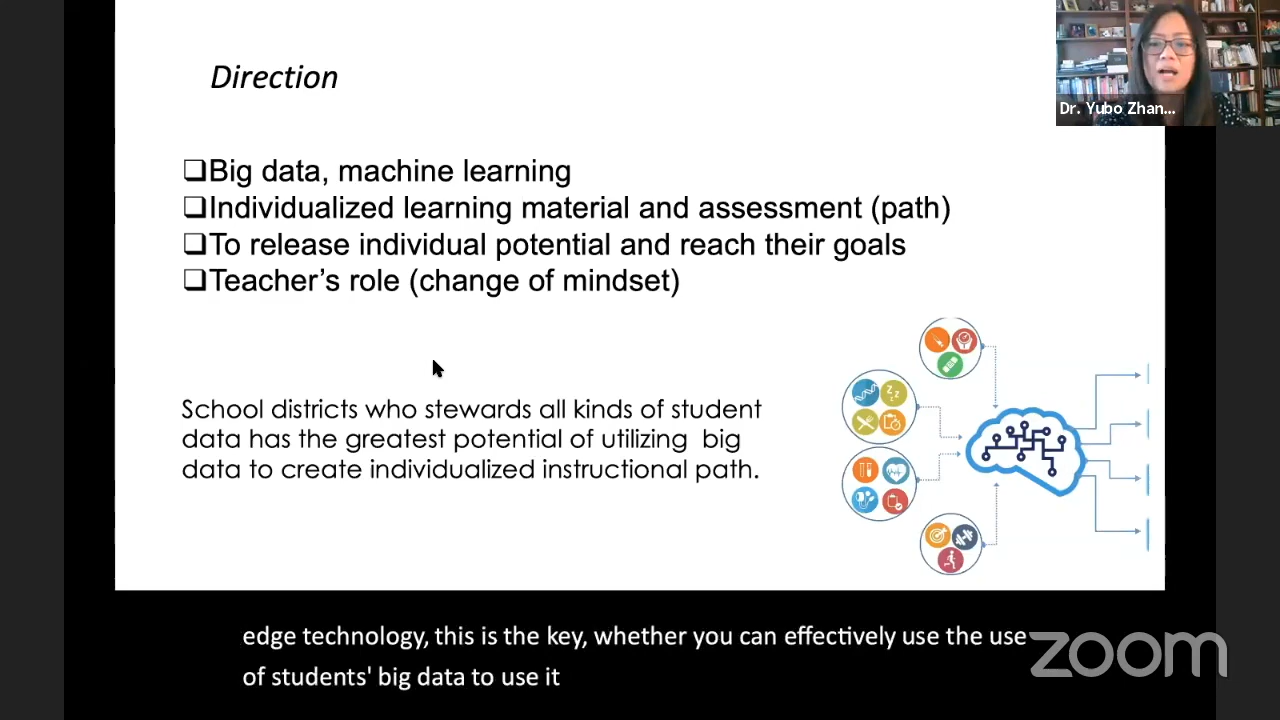 Direction
❑Big data, machine learning
❑Individualized learning material and assessment (path)
❑To release individual potential and reach their goals
❑Teacher’s role (change of mindset)
School districts who stewards all kinds of student
data has the greatest potential of utilizing big
data to create individualized instructional path.
Dr. Yubo Zhan...
edge technology, this is the key, whether you can effectively use the use
of students' big data to use it
zoom